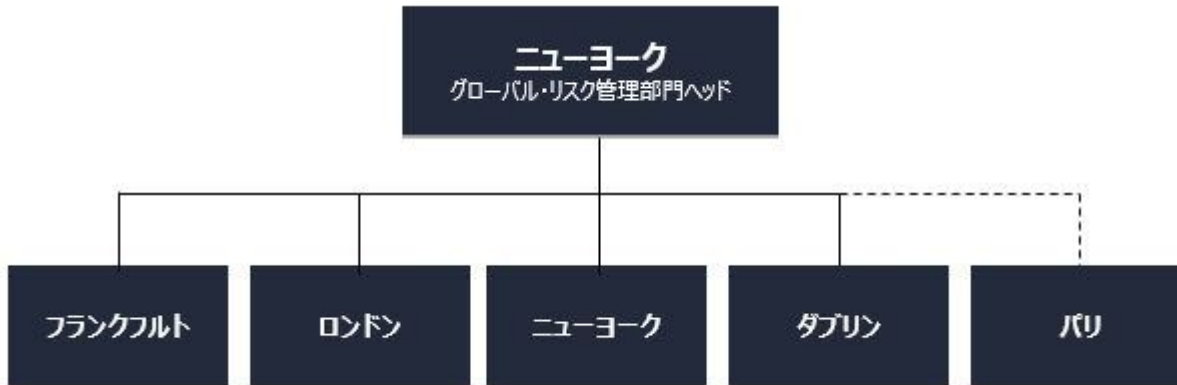 ニューヨーク
グローバル・リスク管理部門ヘッド
フランクフルト
ロンドン
ニューヨーク
ダブリン
パリ